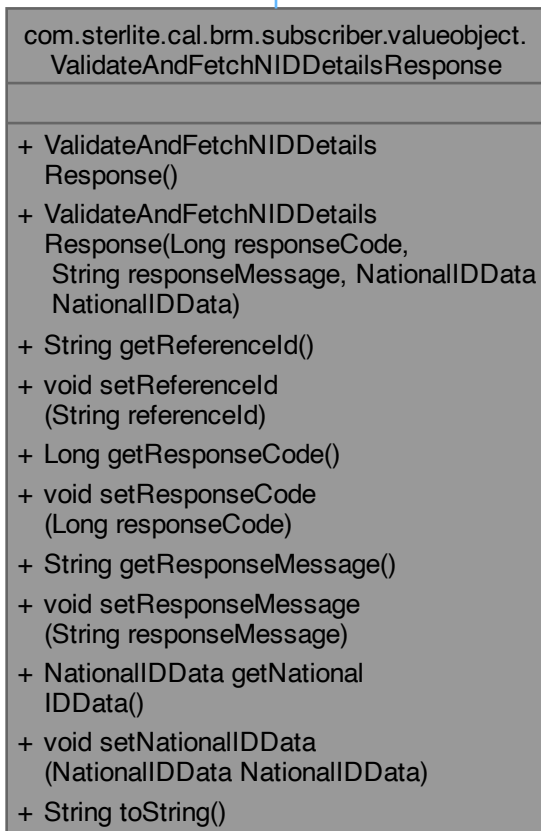 com.sterlite.cal.brm.subscriber.valueobject.
ValidateAndFetchNIDDetailsResponse
+ ValidateAndFetchNIDDetails
Response()
+ ValidateAndFetchNIDDetails
Response(Long responseCode,
String responseMessage, NationalIDData
NationalIDData)
+ String getReferenceId()
+ void setReferenceId
(String referenceId)
+ Long getResponseCode()
+ void setResponseCode
(Long responseCode)
+ String getResponseMessage()
+ void setResponseMessage
(String responseMessage)
+ NationalIDData getNational
IDData()
+ void setNationalIDData
(NationalIDData NationalIDData)
+ String toString()